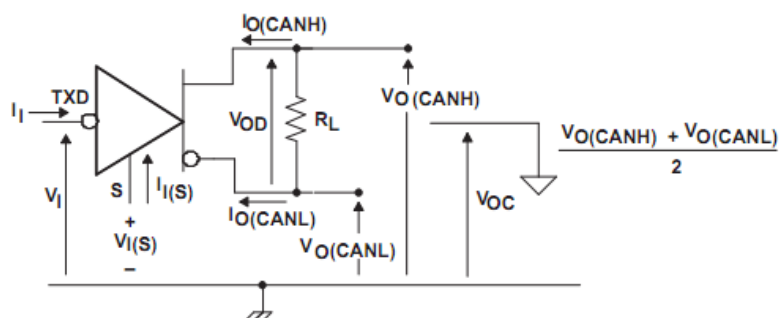 IO(CANH)
TXD
II
VOD
RL
VO(CANH)
VO(CANH) + VO(CANL)
2
VI
S
II(S)
+
VI(S)
–
IO(CANL)
VO(CANL)
VOC